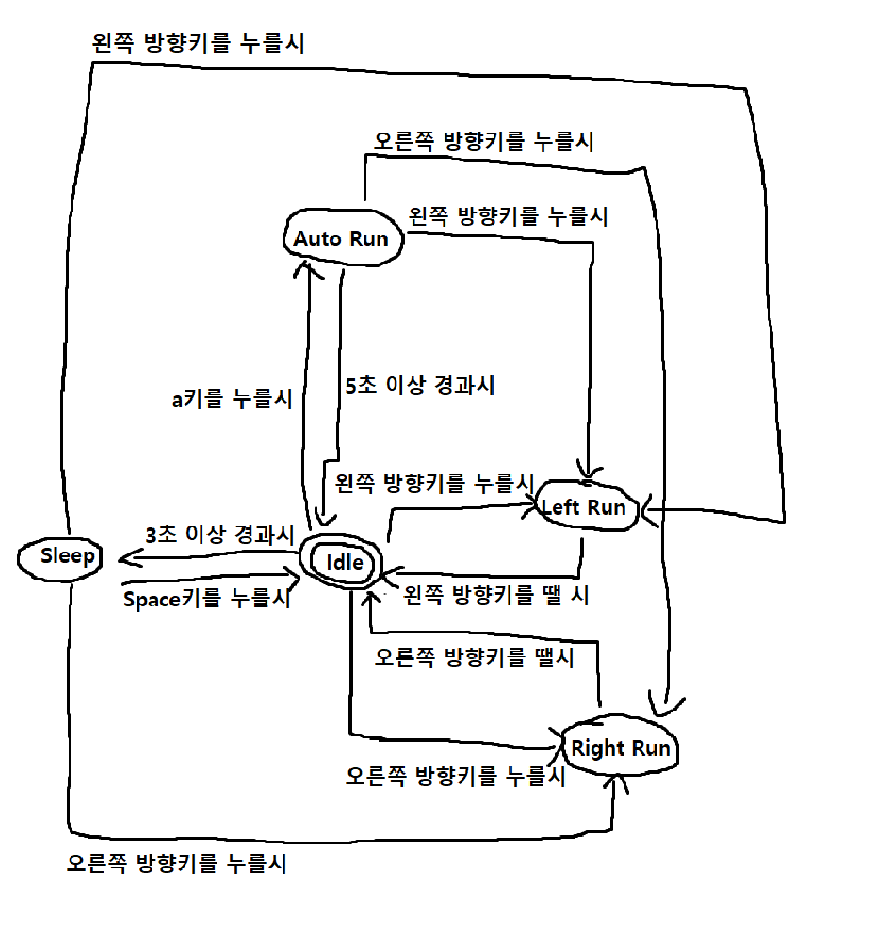 왼쪽 방향키를 누를시
오른쪽 방향키를 누를시
왼쪽 방향키를 누를시
Auto Run
5초 이상 경과시
a키를 누를시
왼쪽 방향키를 누를시
Left Run
3초 이상 경과시
Sleep
Idle
Space키를 누를시
왼쪽 방향키를 땔 시
오른쪽 방향키를 땔시
Right Run
오른쪽 방향키를 누를시
오른쪽 방향키를 누를시